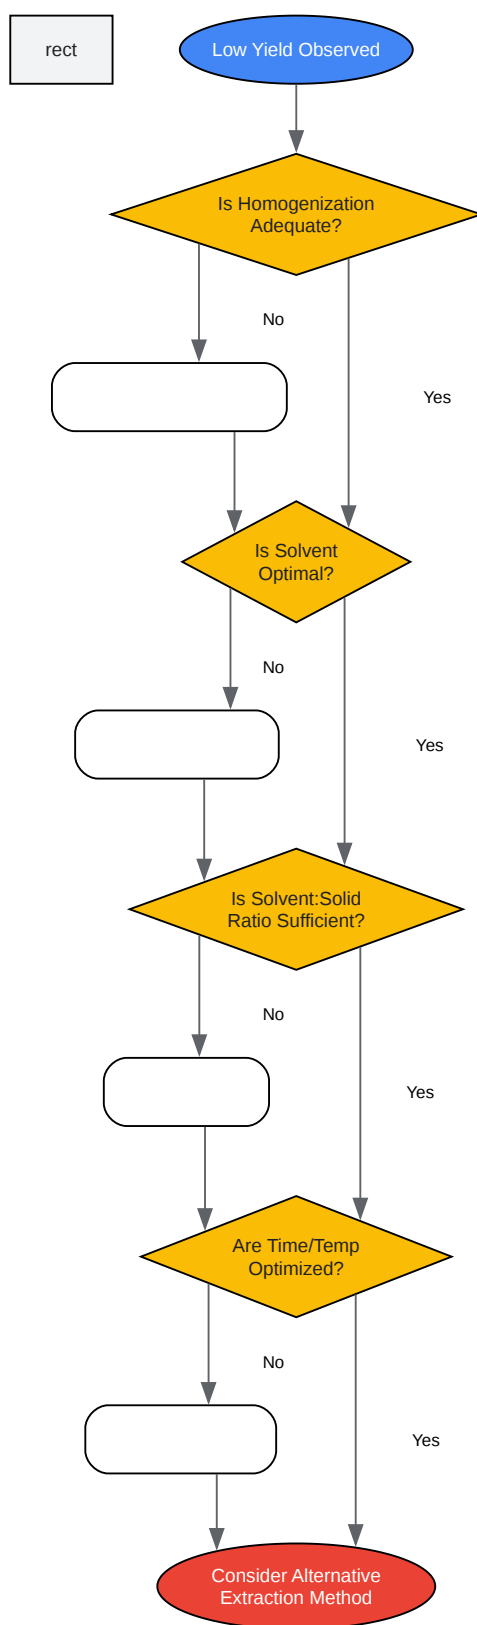 rect
Low Yield Observed
Is Homogenization
Adequate?
No
Yes
Is Solvent
Optimal?
No
Yes
Is Solvent:Solid
Ratio Sufficient?
No
Yes
Are Time/Temp
Optimized?
No
Yes
Consider Alternative
Extraction Method